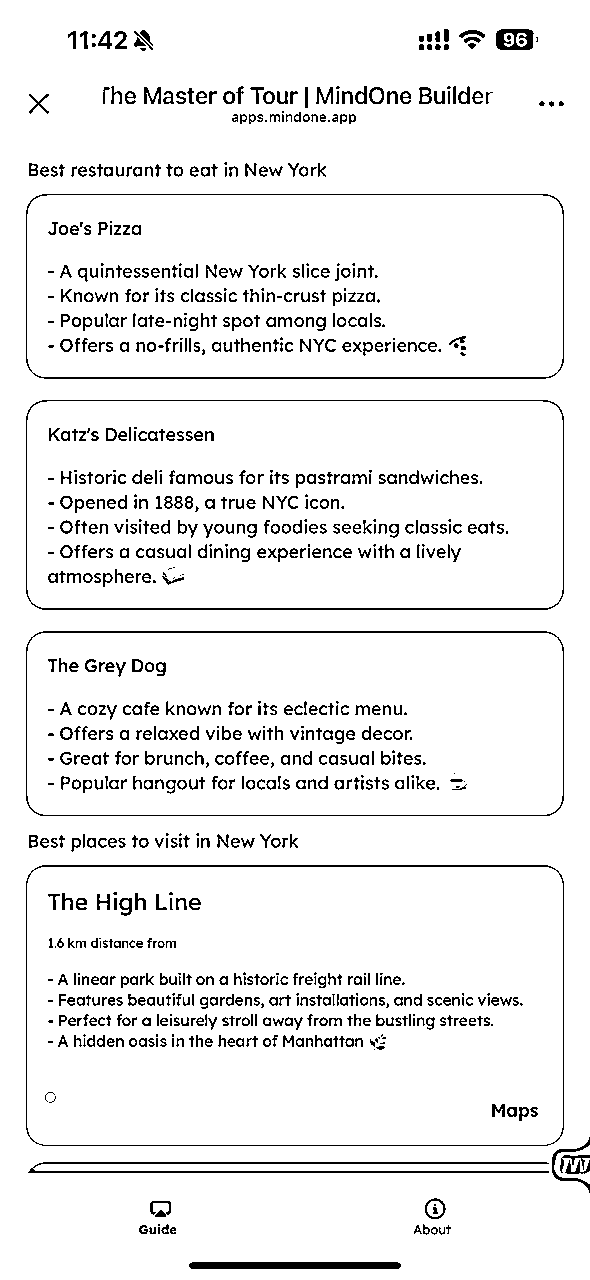 11:42
96
The Master of Tour | MindOne Builder
apps.mindone.app
Best restaurant to eat in New York
Joe's Pizza
- A quintessential New York slice joint.
- Known for its classic thin-crust pizza.
- Popular late-night spot among locals.
- Offers a no-frills, authentic NYC experience.
Katz's Delicatessen
- Historic deli famous for its pastrami sandwiches.
- Opened in 1888, a true NYC icon.
- Often visited by young foodies seeking classic eats.
- Offers a casual dining experience with a lively
atmosphere.
The Grey Dog
- A cozy cafe known for its eclectic menu.
- Offers a relaxed vibe with vintage decor.
- Great for brunch, coffee, and casual bites.
- Popular hangout for locals and artists alike.
Best places to visit in New York
The High Line
1.6 km distance from
- A linear park built on a historic freight rail line.
- Features beautiful gardens, art installations, and scenic views.
- Perfect for a leisurely stroll away from the bustling streets.
- A hidden oasis in the heart of Manhattan
Maps
Guide
About